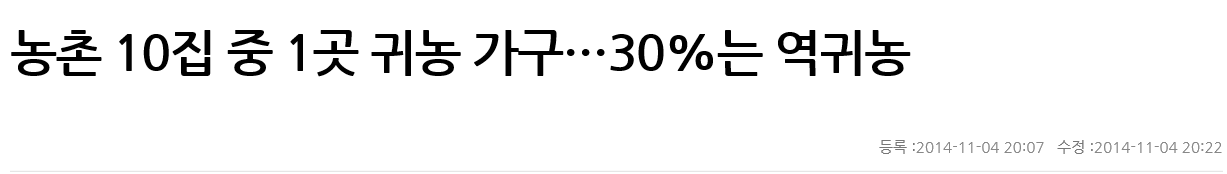 농촌 10집 중 1곳 귀농 가구…30%는 역귀농
등록 :2014-11-04 20:07 수정 :2014-11-04 20:22